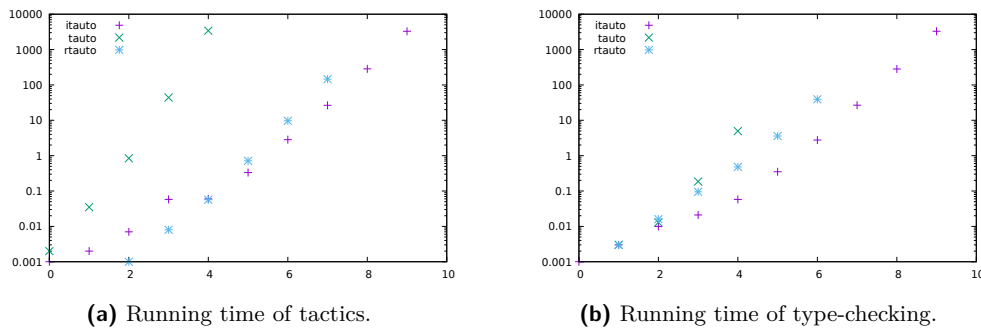 10000
1000
100
10
1
0.1
0.01
0.001
0 2 4 6 8 10
itauto
tauto
rtauto
(a) Running time of tactics.
10000
1000
100
10
1
0.1
0.01
0.001
0 2 4 6 8 10
itauto
tauto
rtauto
(b) Running time of type-checking.